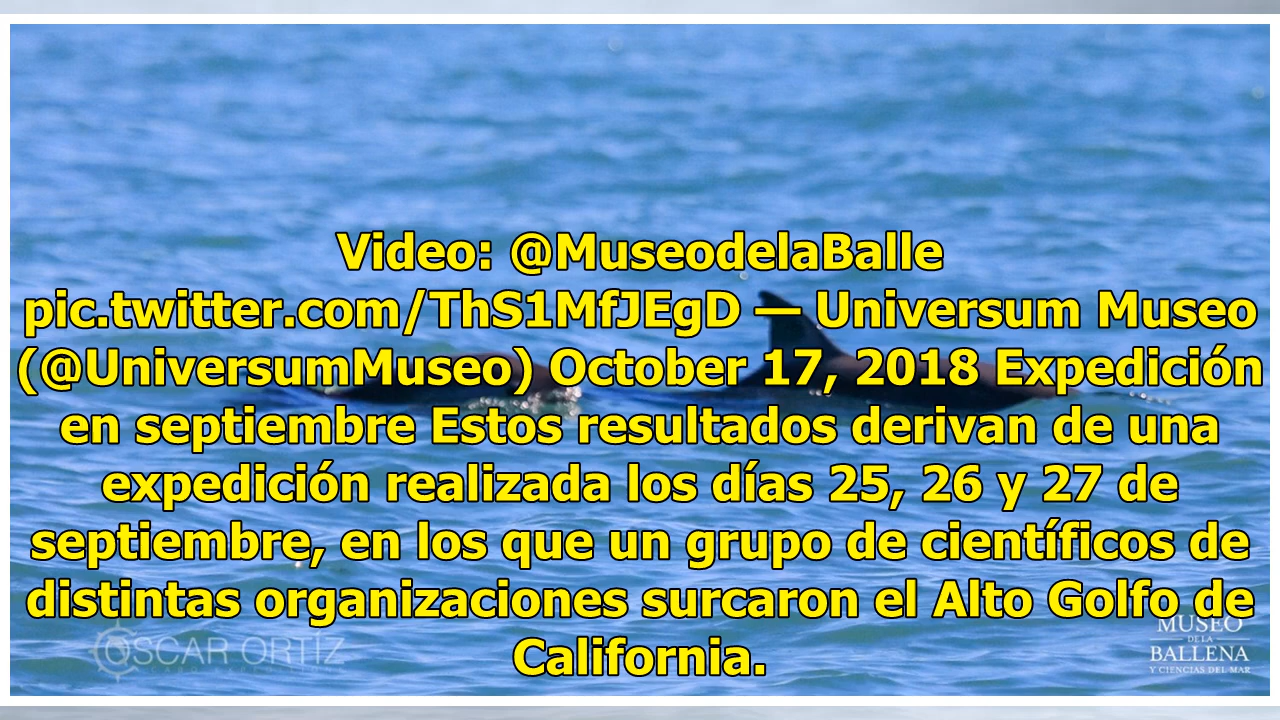 Video: @MuseodelaBalle
pic.twitter.com/ThS1MfJEgD — Universum Museo
(@UniversumMuseo) October 17, 2018 Expedición
en septiembre Estos resultados derivan de una
expedición realizada los días 25, 26 y 27 de
septiembre, en los que un grupo de científicos de
distintas organizaciones surcaron el Alto Golfo de
California.
OSCAR ORTÍZ
MUSEO
DE LA
BALLENA
Y CIENCIAS DEL MAR